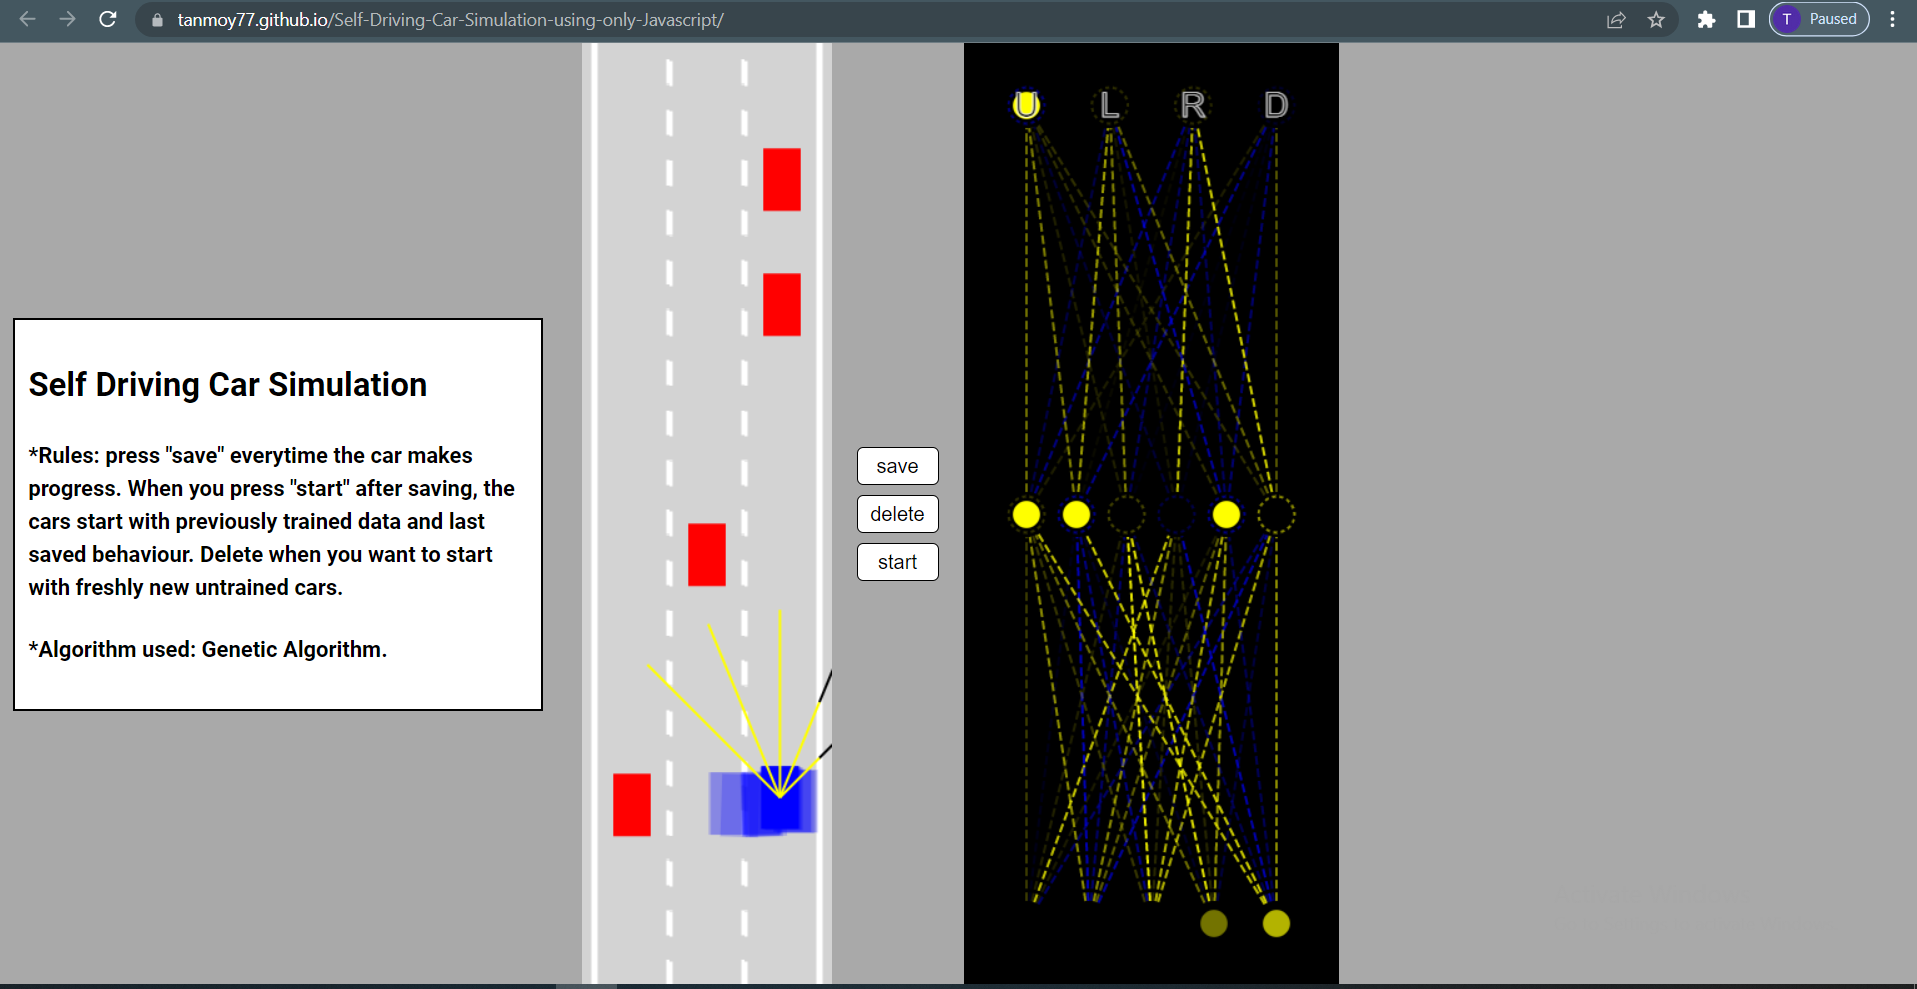 tanmoy77.github.io/Self-Driving-Car-Simulation-using-only-Javascript/
T Paused
Self Driving Car Simulation
*Rules: press "save" everytime the car makes
progress. When you press "start" after saving, the
cars start with previously trained data and last
saved behaviour. Delete when you want to start
with freshly new untrained cars.
*Algorithm used: Genetic Algorithm.
save
delete
start
U L R D